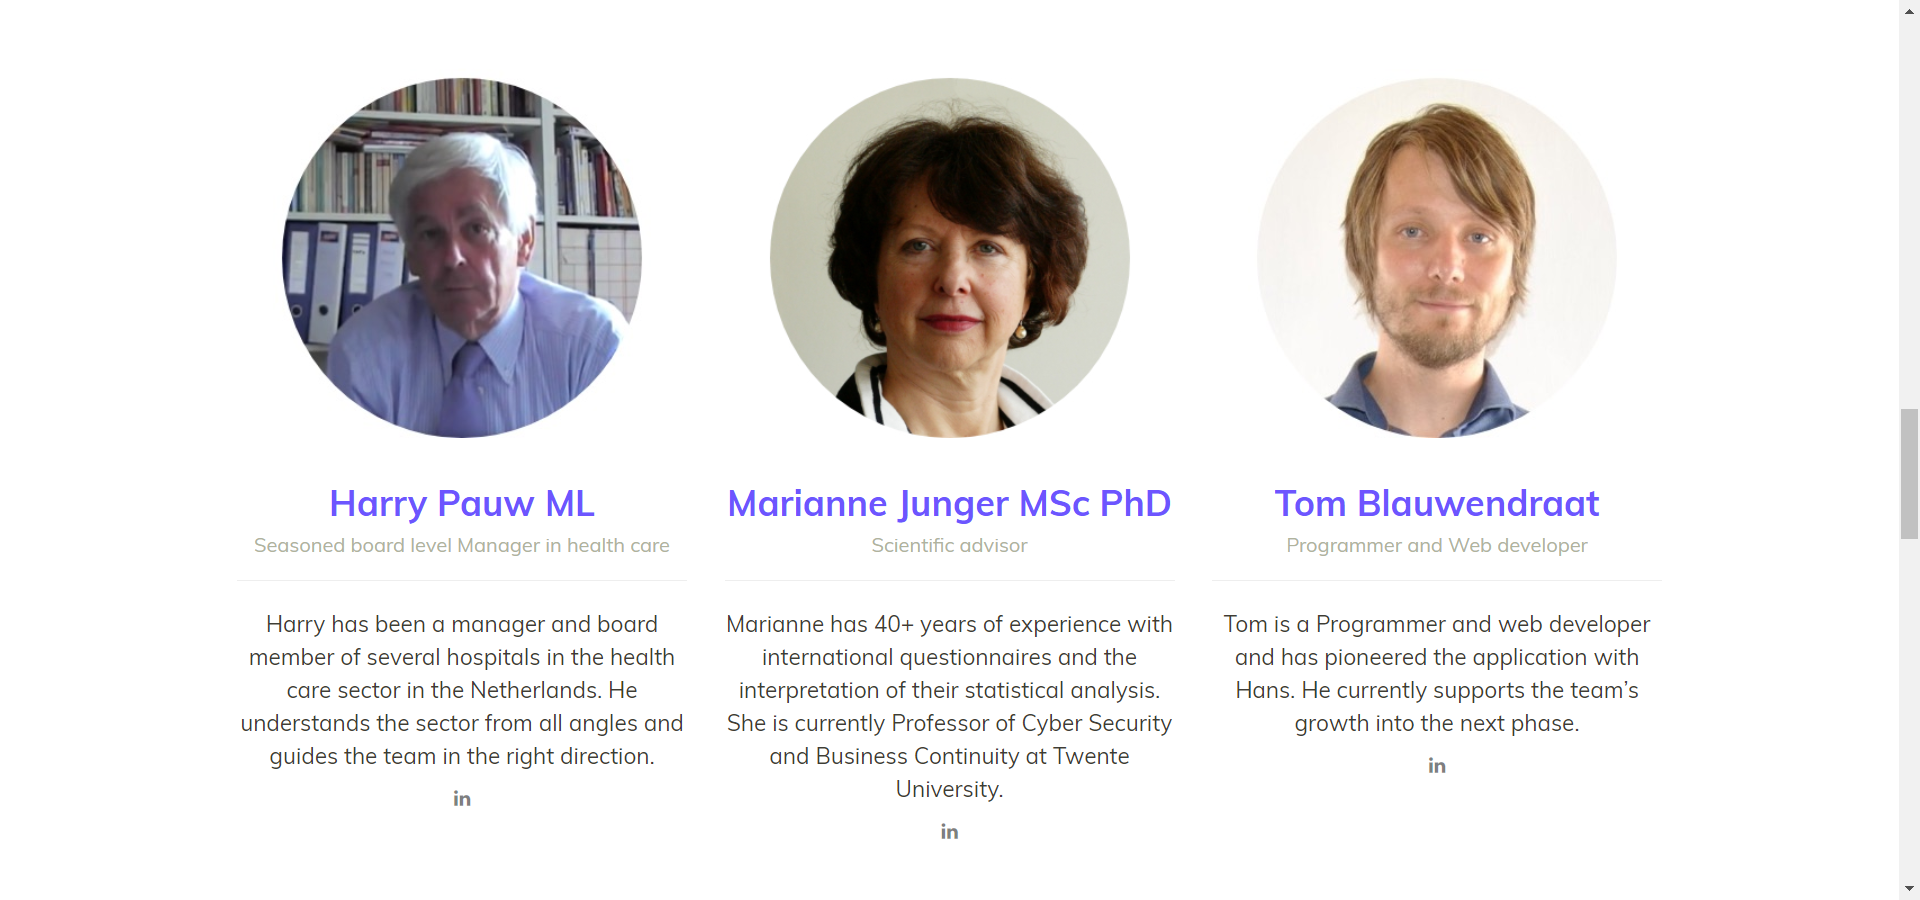 Harry Pauw ML
Seasoned board level Manager in health care
Harry has been a manager and board
member of several hospitals in the health
care sector in the Netherlands. He
understands the sector from all angles and
guides the team in the right direction.
in
Marianne Junger MSc PhD
Scientific advisor
Marianne has 40+ years of experience with
international questionnaires and the
interpretation of their statistical analysis.
She is currently Professor of Cyber Security
and Business Continuity at Twente
University.
in
Tom Blauwendraat
Programmer and Web developer
Tom is a Programmer and web developer
and has pioneered the application with
Hans. He currently supports the team’s
growth into the next phase.
in